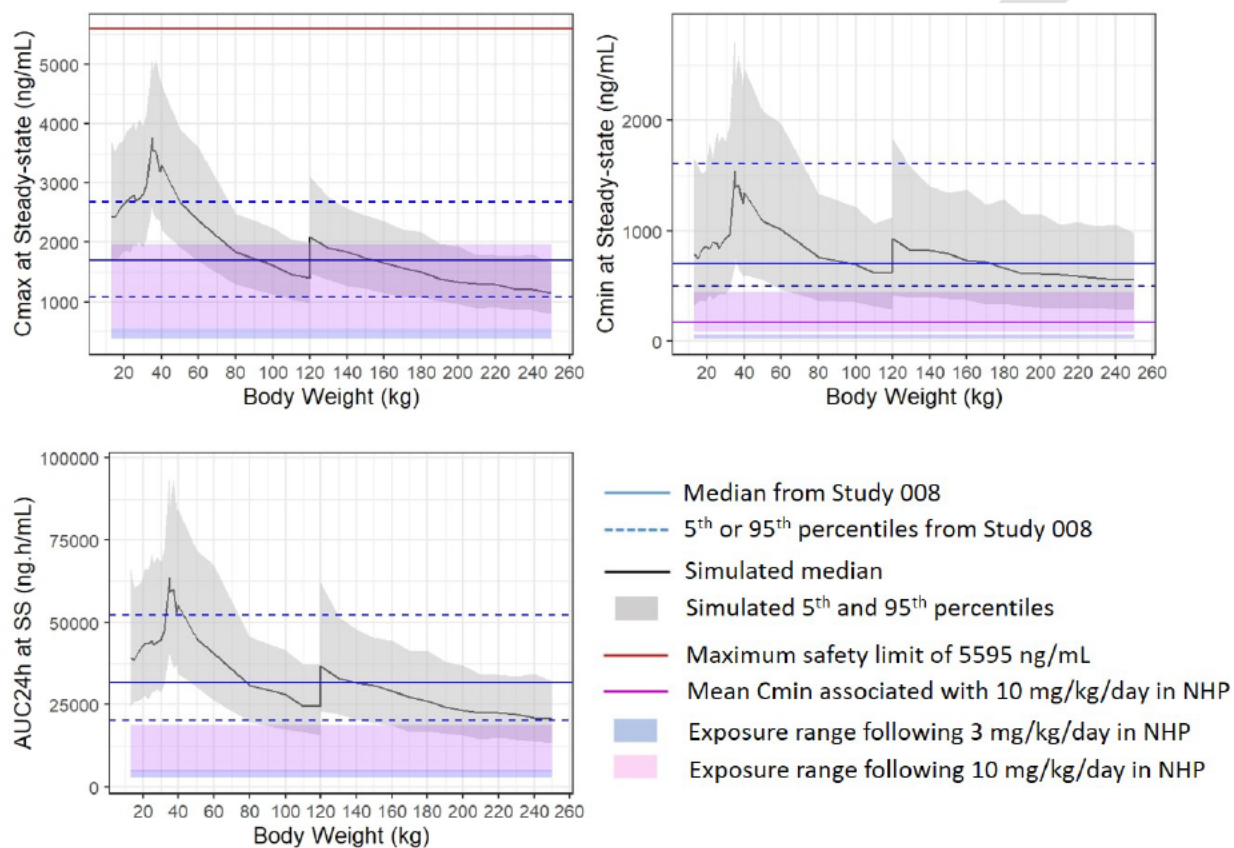 Cmax at Steady-state (ng/mL)
5000
4000
3000
2000
1000
20 40 60 80 100 120 140 160 180 200 220 240 260
Body Weight (kg)
Cmin at Steady-state (ng/mL)
2000
1000
0
20 40 60 80 100 120 140 160 180 200 220 240 260
Body Weight (kg)
AUC24h at SS (ng.h/mL)
100000
75000
50000
25000
0
20 40 60 80 100 120 140 160 180 200 220 240 260
Body Weight (kg)
Median from Study 008
5th or 95th percentiles from Study 008
Simulated median
Simulated 5th and 95th percentiles
Maximum safety limit of 5595 ng/mL
Mean Cmin associated with 10 mg/kg/day in NHP
Exposure range following 3 mg/kg/day in NHP
Exposure range following 10 mg/kg/day in NHP